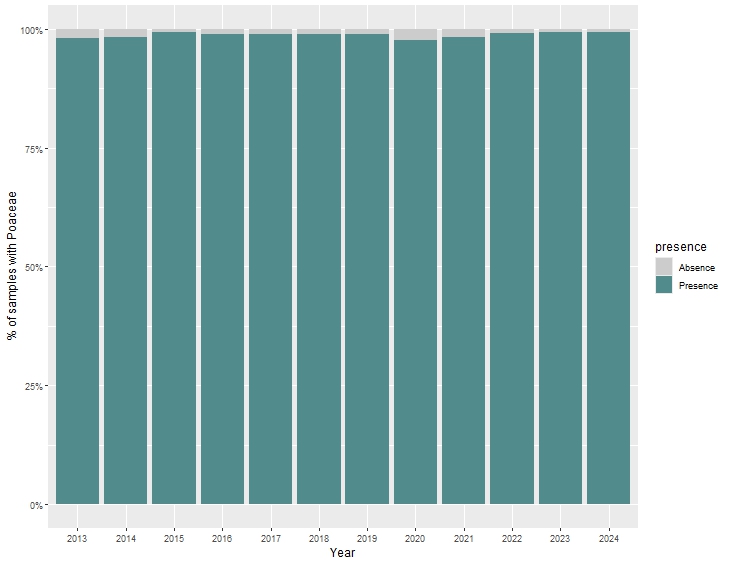 100%
75%
50%
25%
0%
% of samples with Poaceae
2013 2014 2015 2016 2017 2018 2019 2020 2021 2022 2023 2024
Year
presence
Absence
Presence